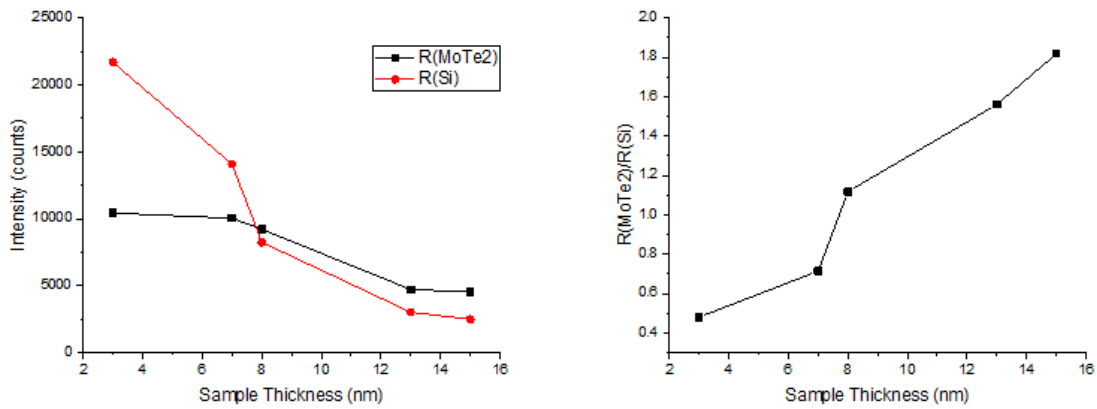 25000
20000
15000
10000
5000
0
Intensity (counts)
R(MoTe2)
R(Si)
2 4 6 8 10 12 14 16
Sample Thickness (nm)
2.0
1.8
1.6
1.4
1.2
1.0
0.8
0.6
0.4
R(MoTe2)/R(Si)
2 4 6 8 10 12 14 16
Sample Thickness (nm)